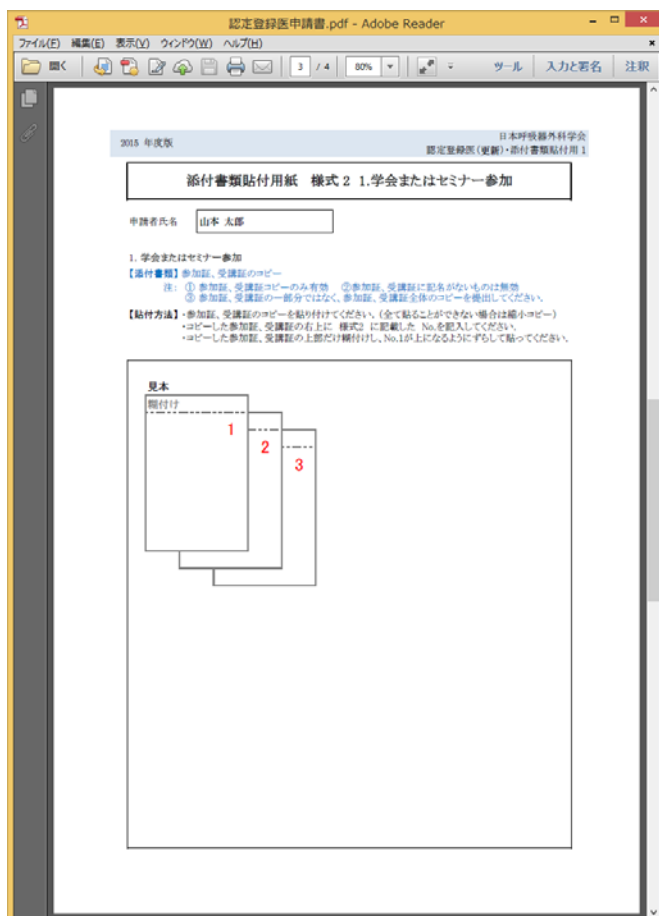 認定登録医申請書.pdf - Adobe Reader
ファイル(F) 編集(E) 表示(V) ウィンドウ(W) ヘルプ(H)
開く 3 / 4 80% ツール 入力と署名 注釈
2015 年度版
日本呼吸器外科学会
認定登録医(更新)・添付書類貼付用 1
添付書類貼付用紙 様式 2 1.学会またはセミナー参加
申請者氏名 山本 太郎
1. 学会またはセミナー参加
【添付書類】参加証、受講証のコピー
注: ① 参加証、受講証コピーのみ有効 ②参加証、受講証に記名がないものは無効
③ 参加証、受講証の一部分ではなく、参加証、受講証全体のコピーを提出してください。
【貼付方法】・参加証、受講証のコピーを貼り付けてください。(全て貼ることができない場合は縮小コピー)
・コピーした参加証、受講証の右上に 様式2 に記載した No.を記入してください。
・コピーした参加証、受講証の上部だけ糊付けし、No.1が上になるようにずらして貼ってください。
見本
糊付け
1
2
3